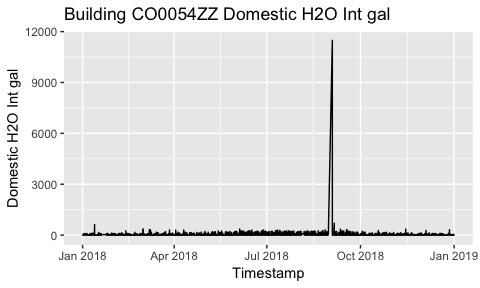 Building CO0054ZZ Domestic H2O Int gal
12000
9000
6000
3000
0
Domestic H2O Int gal
Jan 2018
Apr 2018
Jul 2018
Oct 2018
Jan 2019
Timestamp